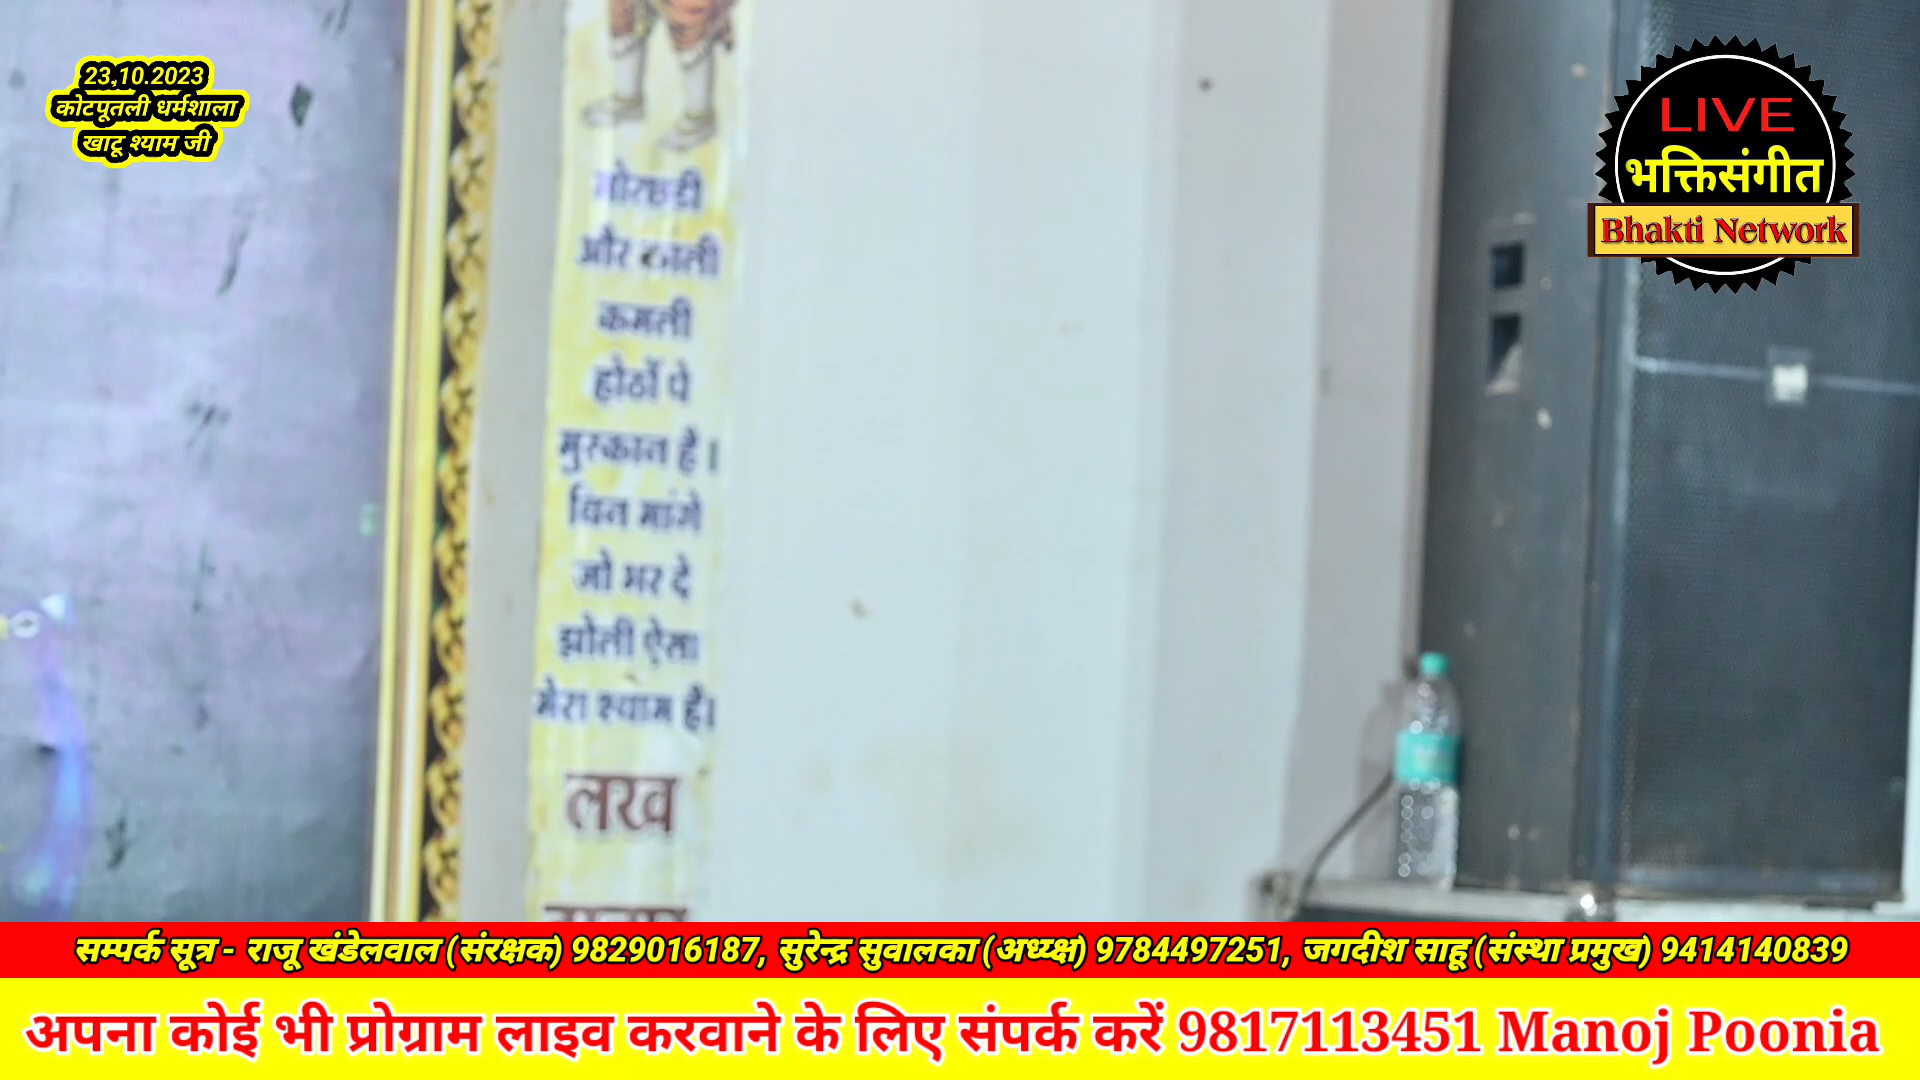 23.10.2023
कोटपूतली धर्मशाला
खाटू श्याम जी
LIVE
भक्तिसंगीत
Bhakti Network
मोरछडी
और काली
कमली
होठों पे
मुस्कान है।
बिन मांगे
जो भर दे
झोली ऐसा
मेरा श्याम है।
लख
सम्पर्क सूत्र - राजू खंडेलवाल (संरक्षक) 9829016187, सुरेन्द्र सुवालका (अध्य्क्ष) 9784497251, जगदीश साहू (संस्था प्रमुख) 9414140839
अपना कोई भी प्रोग्राम लाइव करवाने के लिए संपर्क करें 9817113451 Manoj Poonia